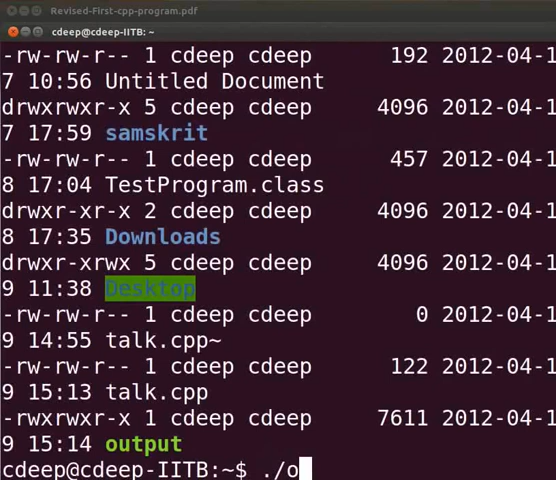 Revised-First-cpp-program.pdf
cdeep@cdeep-IITB: ~
-rw-rw-r-- 1 cdeep cdeep 192 2012-04-1
7 10:56 Untitled Document
drwxrwxr-x 5 cdeep cdeep 4096 2012-04-1
7 17:59 samskrit
-rw-rw-r-- 1 cdeep cdeep 457 2012-04-1
8 17:04 TestProgram.class
drwxr-xr-x 2 cdeep cdeep 4096 2012-04-1
8 17:35 Downloads
drwxr-xrwx 5 cdeep cdeep 4096 2012-04-1
9 11:38 Desktop
-rw-rw-r-- 1 cdeep cdeep 0 2012-04-1
9 14:55 talk.cpp~
-rw-rw-r-- 1 cdeep cdeep 122 2012-04-1
9 15:13 talk.cpp
-rwxrwxr-x 1 cdeep cdeep 7611 2012-04-1
9 15:14 output
cdeep@cdeep-IITB:~$ ./o